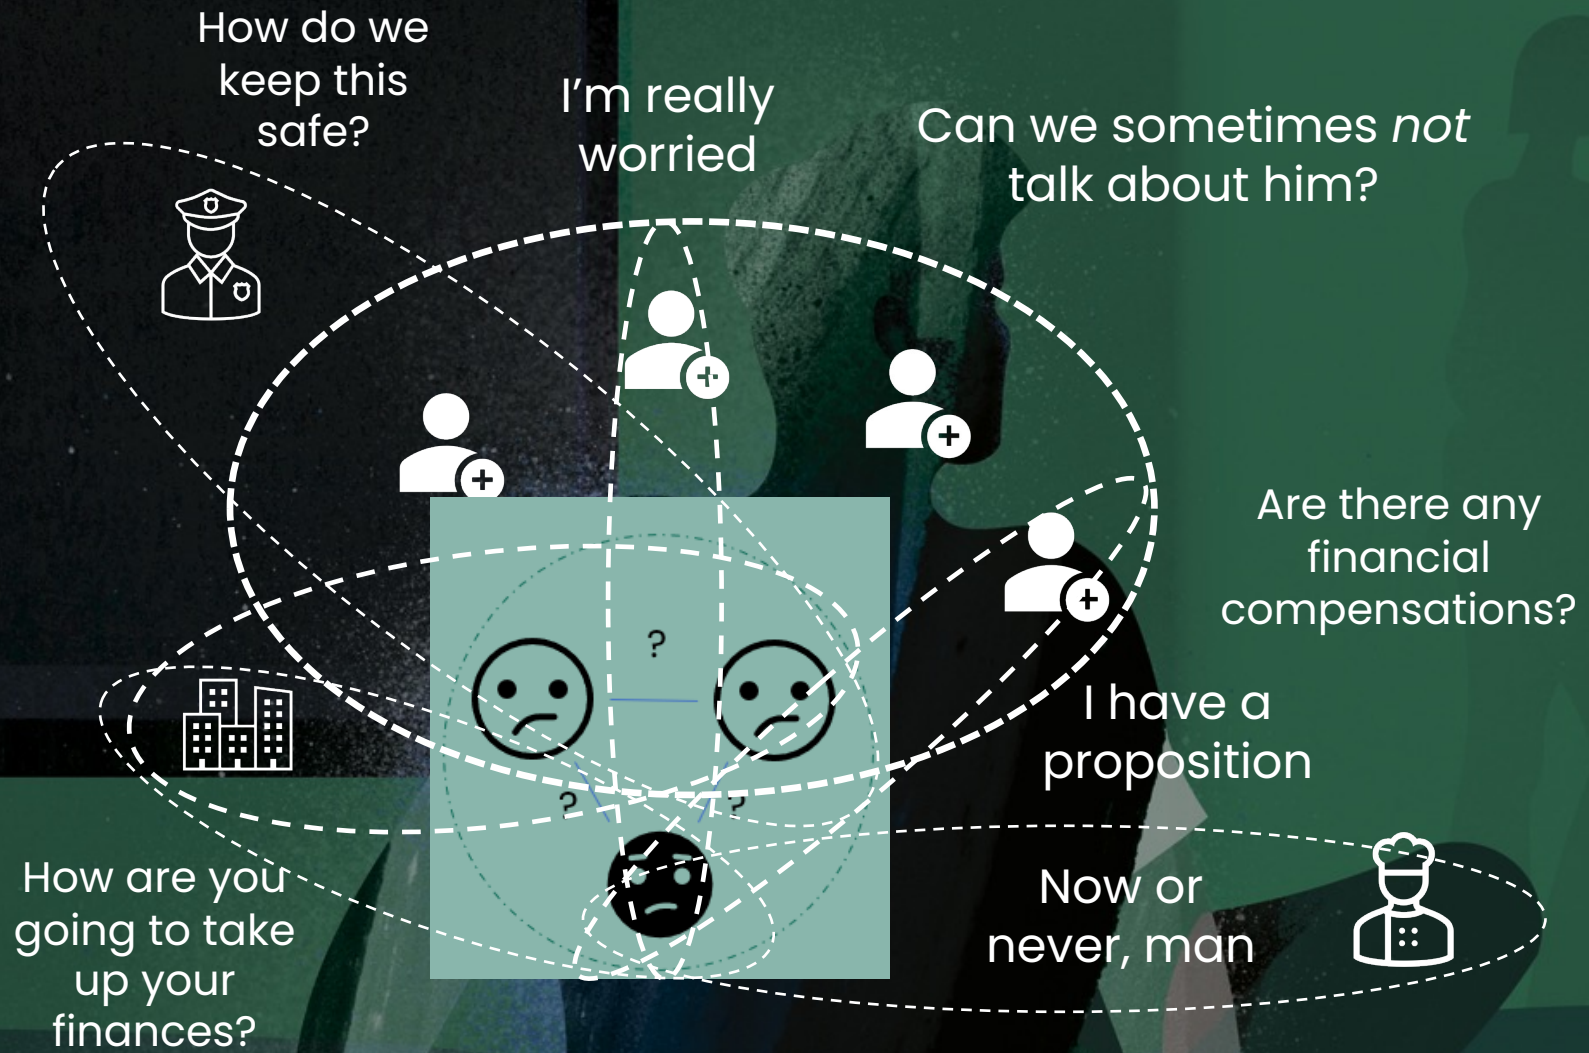 How do we
keep this
safe?
I'm really
worried
Can we sometimes not
talk about him?
Are there any
financial
compensations?
?
I have a
proposition
?
?
How are you
going to take
up your
finances?
Now or
never, man